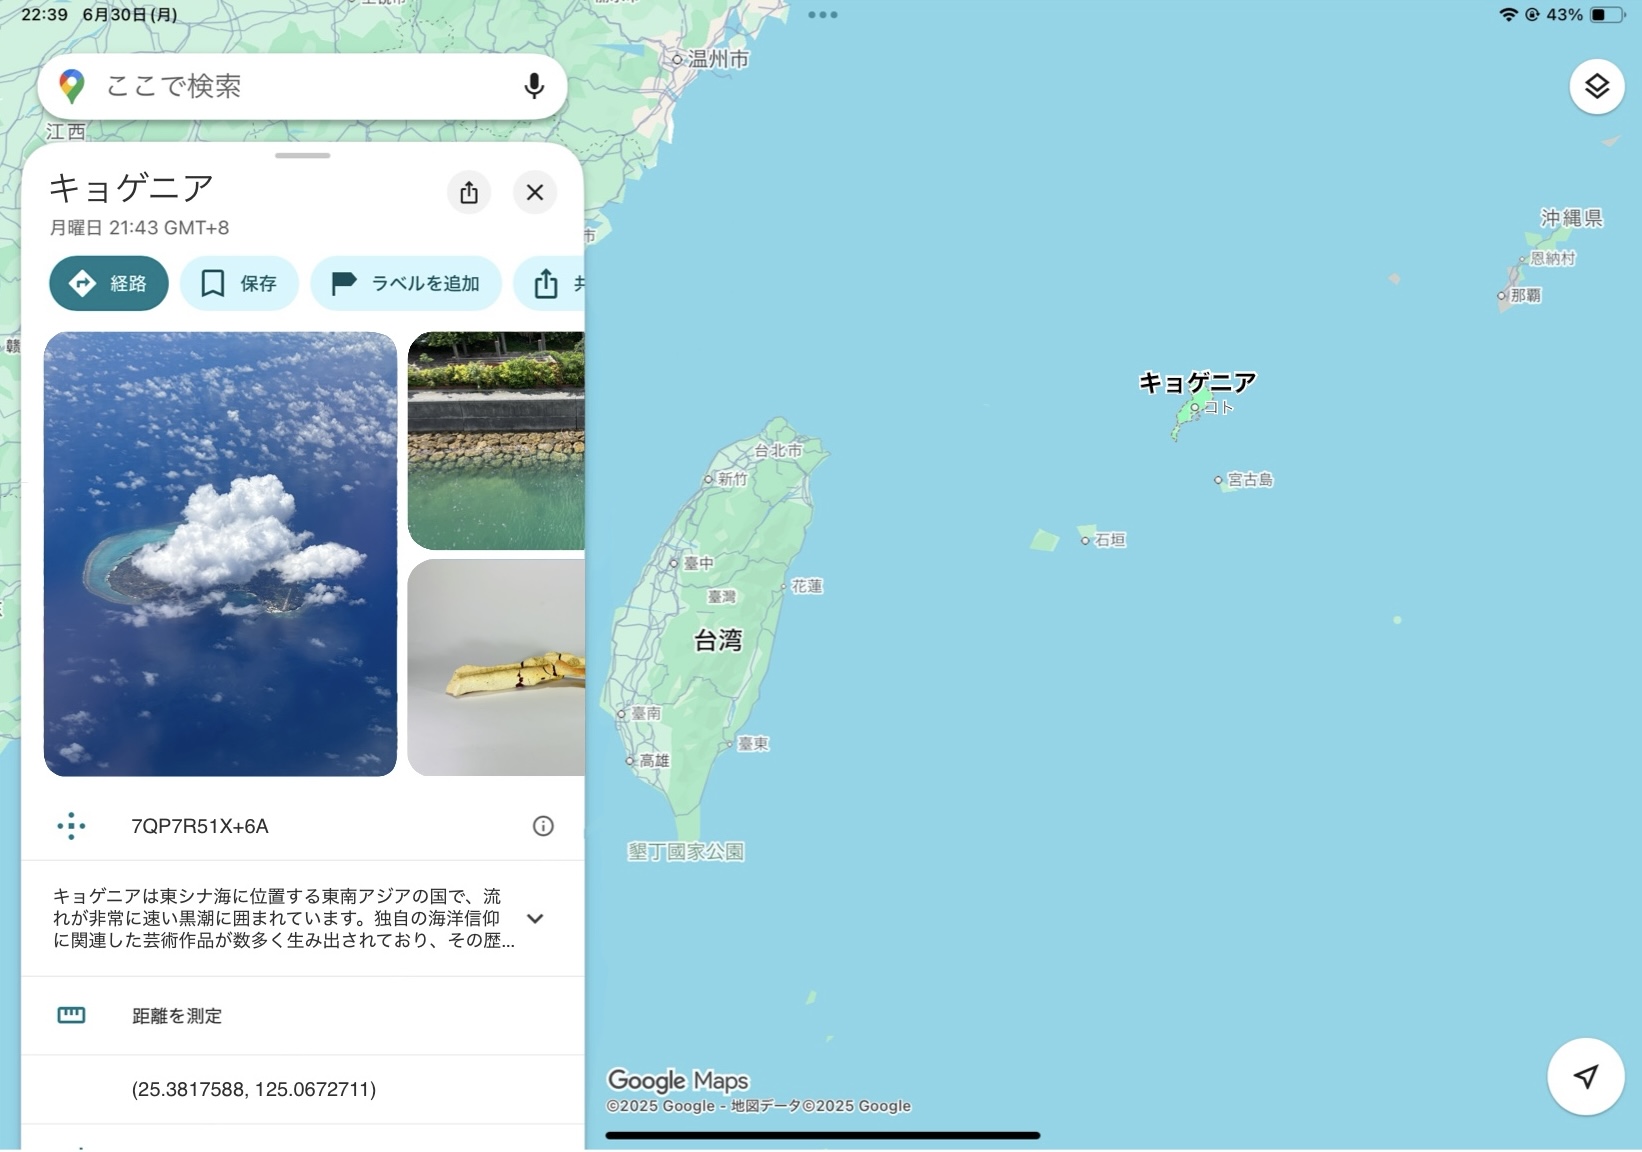 22:39 6月30日(月)
43%
温州市
ここで検索
江西
キョゲニア
月曜日 21:43 GMT+8
経路
保存
ラベルを追加
市
贛
沖縄県
恩納村
那覇
キョゲニア
コト
宮古島
石垣
台北市
新竹
臺中
花蓮
臺灣
台湾
臺南
臺東
高雄
墾丁國家公園
7QP7R51X+6A
キョゲニアは東シナ海に位置する東南アジアの国で、流
れが非常に速い黒潮に囲まれています。独自の海洋信仰
に関連した芸術作品が数多く生み出されており、その歴...
距離を測定
(25.3817588, 125.0672711)
Google Maps
©2025 Google - 地図データ©2025 Google